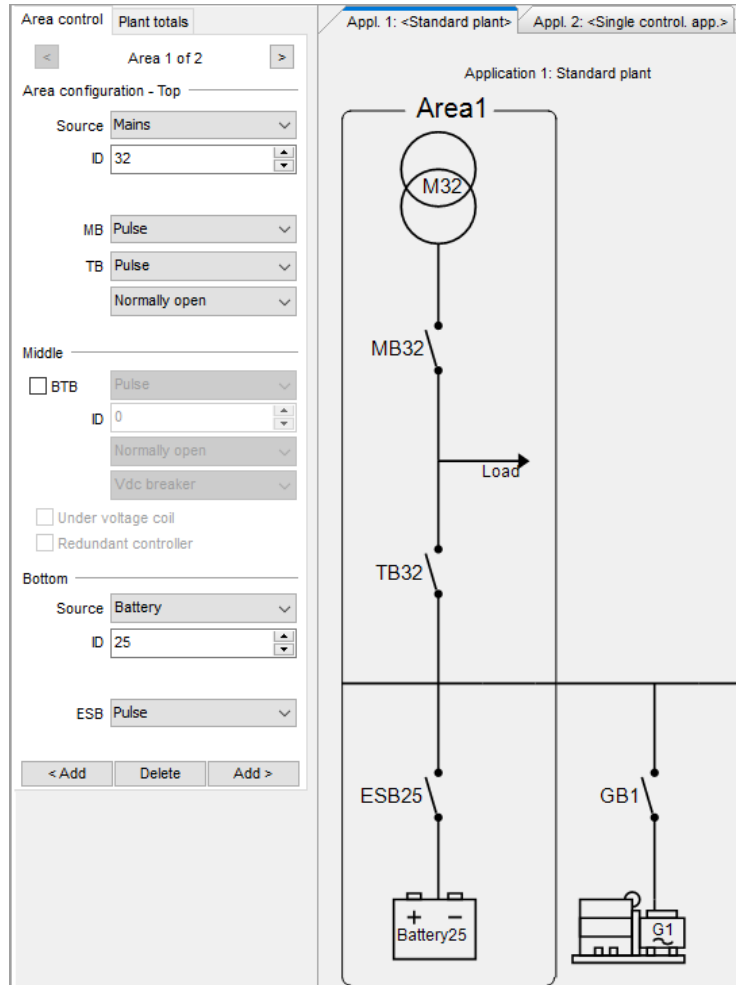 Area control
Plant totals
<
Area 1 of 2
>
Area configuration - Top
Source Mains
ID 32
MB Pulse
TB Pulse
Normally open
Middle
BTB Pulse
ID 0
Normally open
Vdc breaker
Under voltage coil
Redundant controller
Bottom
Source Battery
ID 25
ESB Pulse
< Add
Delete
Add >
Appl. 1: <Standard plant>
Appl. 2: <Single control. app.>
Application 1: Standard plant
Area1
M32
MB32
Load
TB32
ESB25
GB1
+ −
Battery25
G1